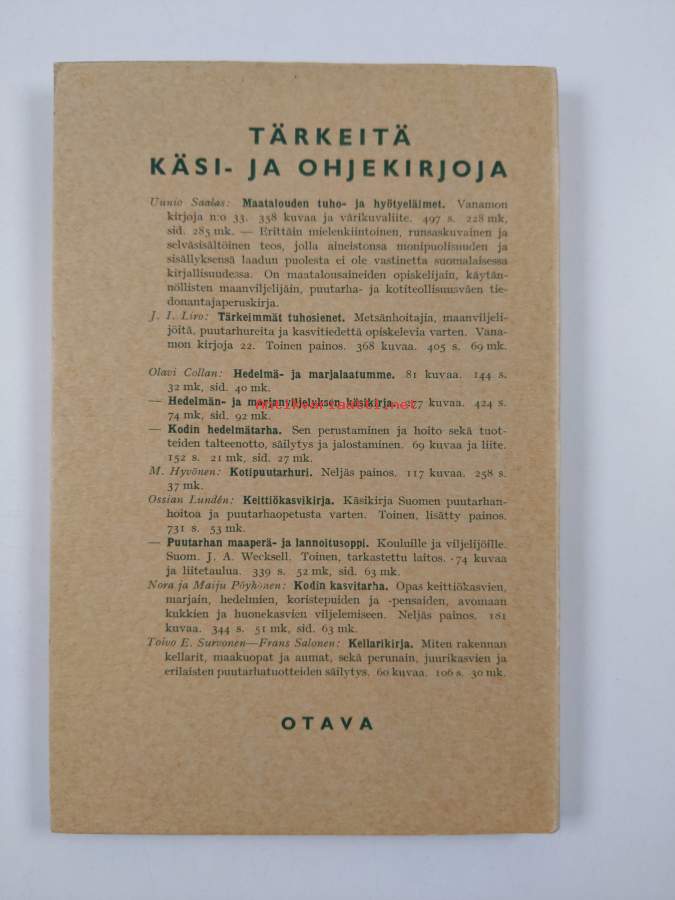 TÄRKEITÄ
KÄSI- JA OHJEKIRJOJA
Uunio Saalas: Maatalouden tuho- ja hyötyeläimet. Vanamon
kirjoja n:o 33. 358 kuvaa ja värikuvaliite. 497 s. 228 mk,
sid. 285 mk. — Erittäin mielenkiintoinen, runsaskuvainen ja
selväsisältöinen teos, jolla aineistonsa monipuolisuuden ja
sisällyksensä laadun puolesta ei ole vastinetta suomalaisessa
kirjallisuudessa. On maatalousaineiden opiskelijain, käytän-
nöllisten maanviljelijäin, puutarha- ja kotiteollisuusväen tie-
donantajaperuskirja.
J. I. Liro: Tärkeimmät tuhosienet. Metsänhoitajia, maanviljeli-
jöitä, puutarhureita ja kasvitiedettä opiskelevia varten. Vana-
mon kirjoja 22. Toinen painos. 368 kuvaa. 405 s. 69 mk.
Olavi Collan: Hedelmä- ja marjalaatumme. 81 kuvaa. 144 s.
32 mk, sid. 40 mk.
— Hedelmän- ja marjanviljelyksen käsikirja. kuvaa. 424 s.
74 mk, sid. 92 mk.
— Kodin hedelmätarha. Sen perustaminen ja hoito sekä tuot-
teiden talteenotto, säilytys ja jalostaminen. 69 kuvaa ja liite.
152 s. 21 mk, sid. 27 mk.
M. Hyvönen: Kotipuutarhuri. Neljäs painos. 117 kuvaa. 258 s.
37 mk.
Ossian Lundén: Keittiökasvikirja. Käsikirja Suomen puutarhan-
hoitoa ja puutarhaopetusta varten. Toinen, lisätty painos.
731 s. 53 mk.
— Puutarhan maaperä- ja lannoitusoppi. Kouluille ja viljelijöille.
Suom. J. A. Wecksell. Toinen, tarkastettu laitos. 74 kuvaa
ja liitetaulua. 339 s. 52 mk, sid. 63 mk.
Nora ja Maiju Pöyhönen: Kodin kasvitarha. Opas keittiökasvien,
marjain, hedelmien, koristepuiden ja -pensaiden, avomaan
kukkien ja huonekasvien viljelemiseen. Neljäs painos. 181
kuvaa. 344 s. 51 mk, sid. 63 mk.
Toivo E. Survonen—Frans Salonen: Kellarikirja. Miten rakennan
kellarit, maakuopat ja aumat, sekä perunain, juurikasvien ja
erilaisten puutarhatuotteiden säilytys. 60 kuvaa. 106 s. 30 mk.
OTAVA